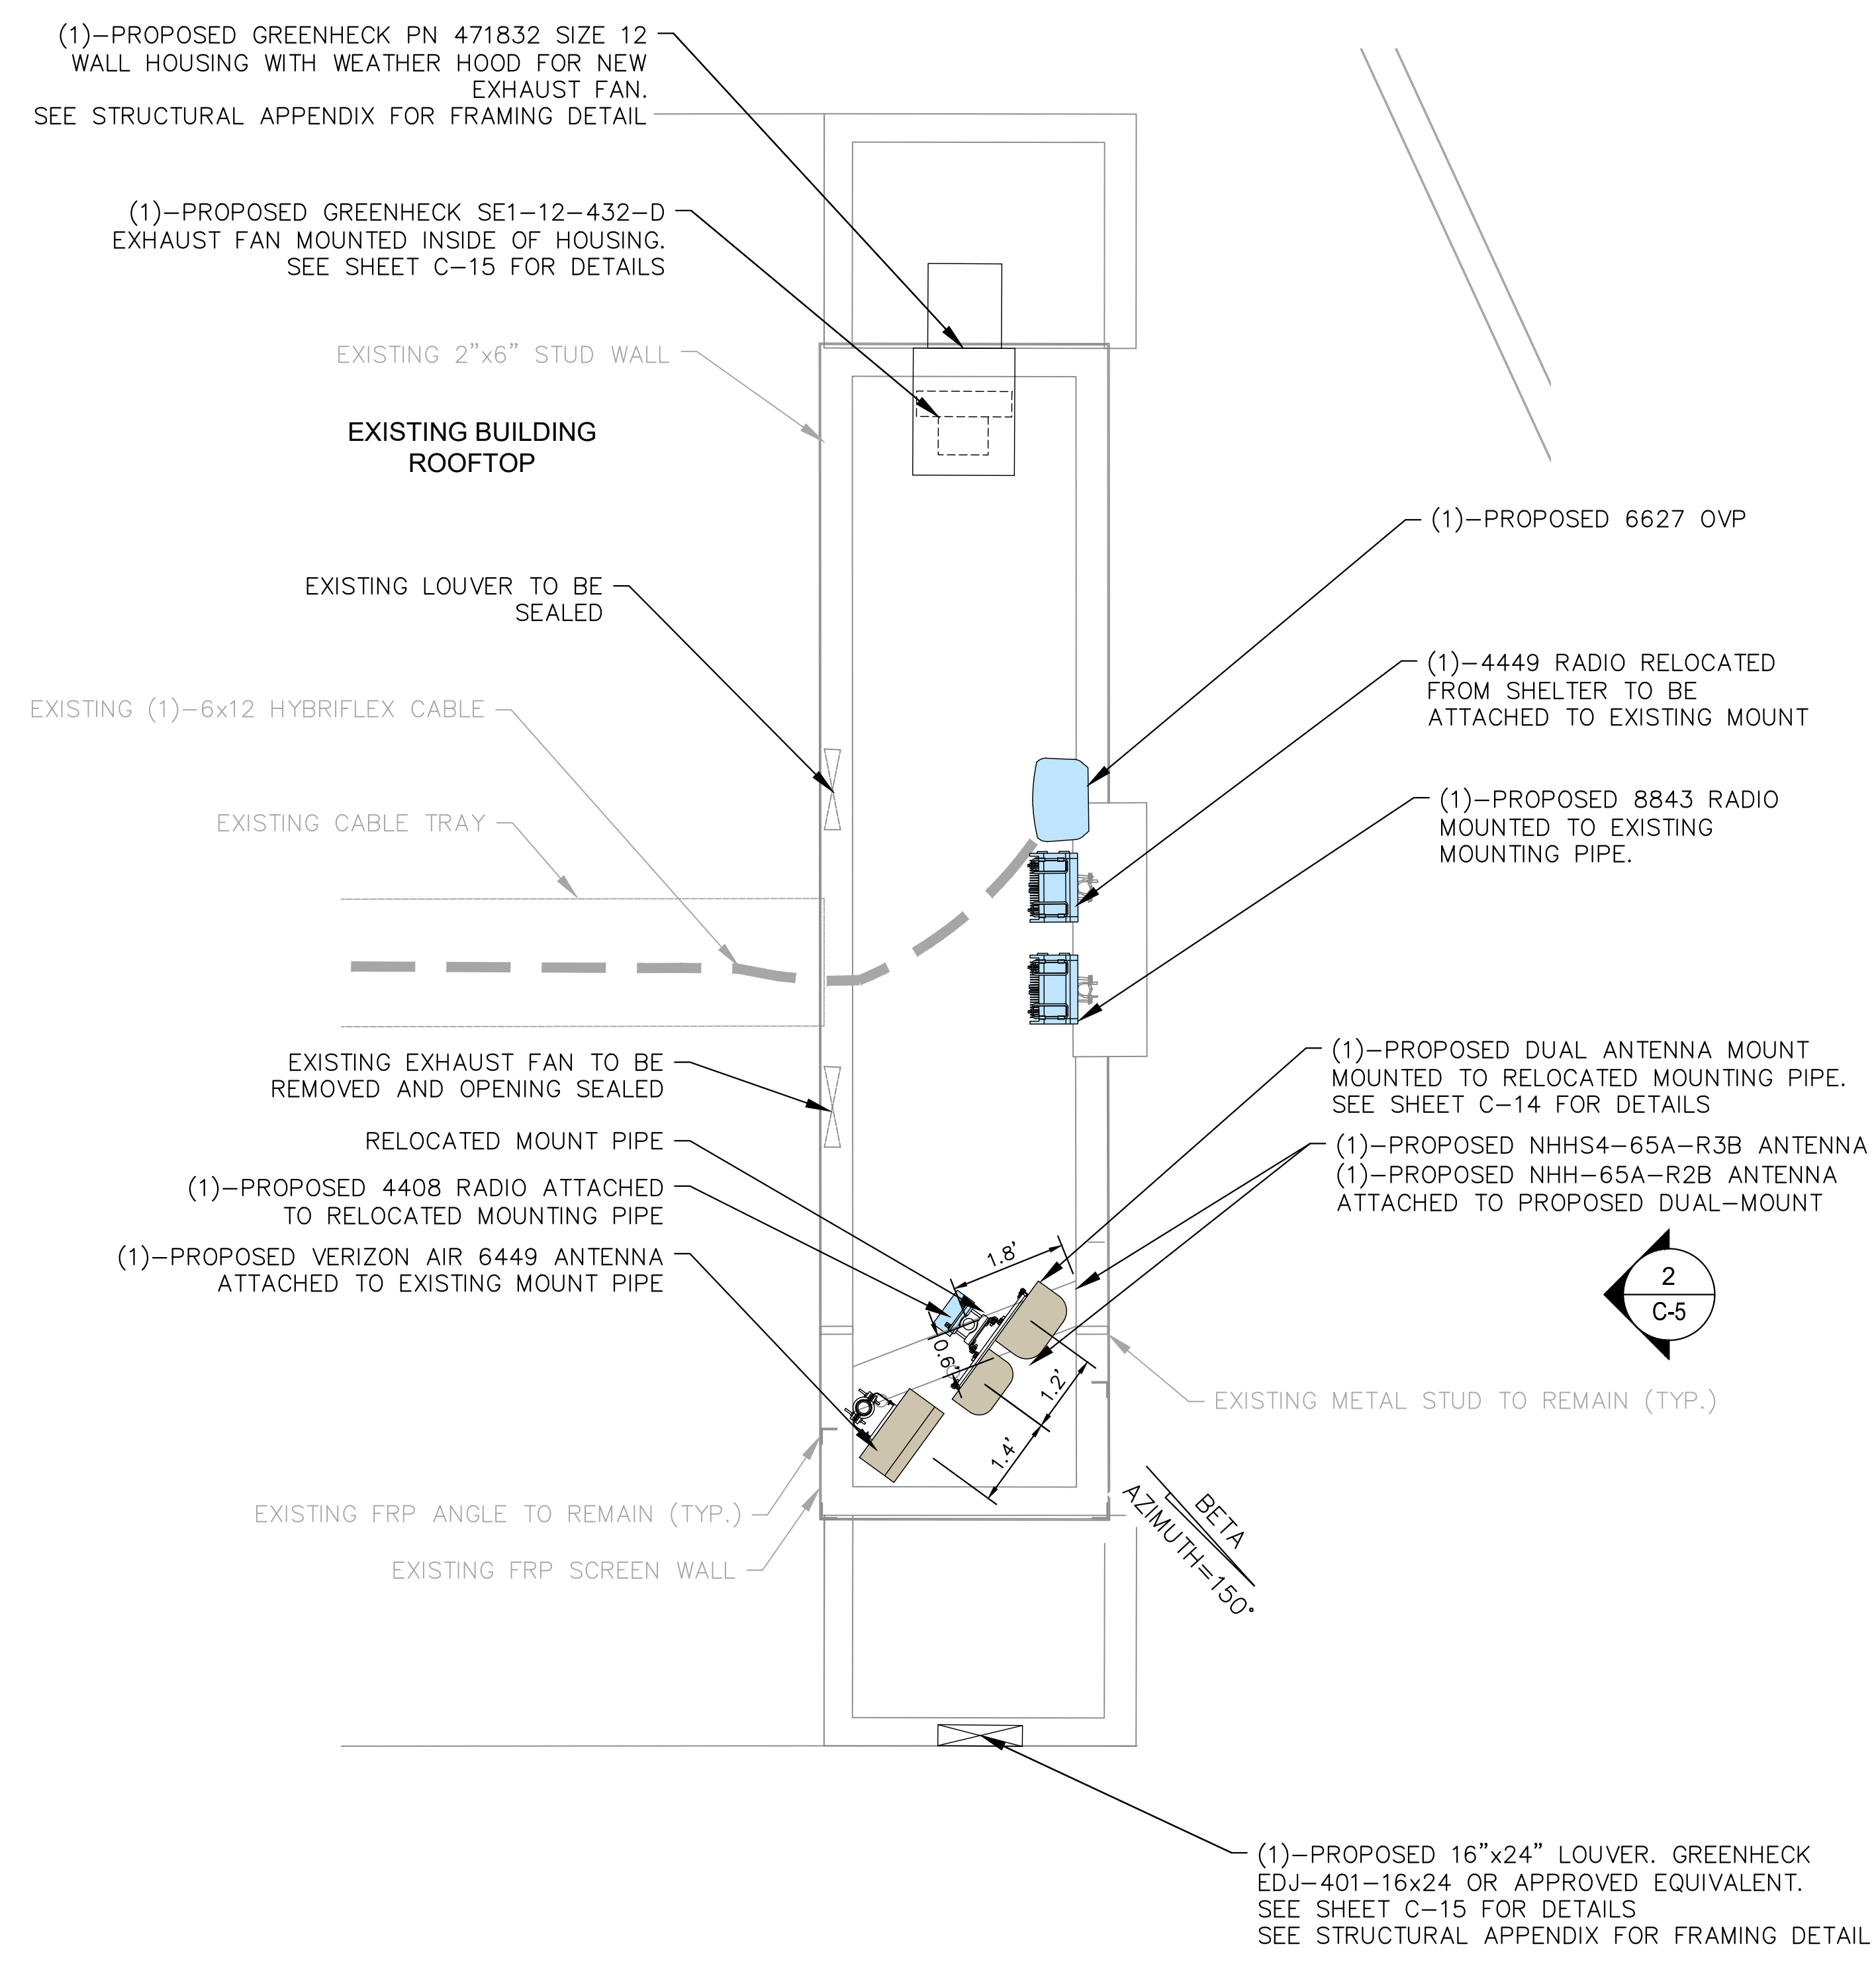 (1)-PROPOSED GREENHECK PN 471832 SIZE 12
WALL HOUSING WITH WEATHER HOOD FOR NEW
EXHAUST FAN.
SEE STRUCTURAL APPENDIX FOR FRAMING DETAIL
(1)-PROPOSED GREENHECK SE1-12-432-D
EXHAUST FAN MOUNTED INSIDE OF HOUSING.
SEE SHEET C-15 FOR DETAILS
EXISTING 2"x6" STUD WALL
EXISTING BUILDING
ROOFTOP
(1)-PROPOSED 6627 OVP
EXISTING LOUVER TO BE
SEALED
(1)-4449 RADIO RELOCATED
FROM SHELTER TO BE
ATTACHED TO EXISTING MOUNT
EXISTING (1)-6x12 HYBRIFLEX CABLE
(1)-PROPOSED 8843 RADIO
MOUNTED TO EXISTING
MOUNTING PIPE.
EXISTING CABLE TRAY
EXISTING EXHAUST FAN TO BE
REMOVED AND OPENING SEALED
(1)-PROPOSED DUAL ANTENNA MOUNT
MOUNTED TO RELOCATED MOUNTING PIPE.
SEE SHEET C-14 FOR DETAILS
RELOCATED MOUNT PIPE
(1)-PROPOSED NHHS4-65A-R3B ANTENNA
(1)-PROPOSED NHH-65A-R2B ANTENNA
ATTACHED TO PROPOSED DUAL-MOUNT
(1)-PROPOSED 4408 RADIO ATTACHED
TO RELOCATED MOUNTING PIPE
(1)-PROPOSED VERIZON AIR 6449 ANTENNA
ATTACHED TO EXISTING MOUNT PIPE
1.8'
0.6'
1.2'
1.4'
2
C-5
EXISTING METAL STUD TO REMAIN (TYP.)
EXISTING FRP ANGLE TO REMAIN (TYP.)
EXISTING FRP SCREEN WALL
BETA
AZIMUTH=150°
(1)-PROPOSED 16"x24" LOUVER. GREENHECK
EDJ-401-16x24 OR APPROVED EQUIVALENT.
SEE SHEET C-15 FOR DETAILS
SEE STRUCTURAL APPENDIX FOR FRAMING DETAIL